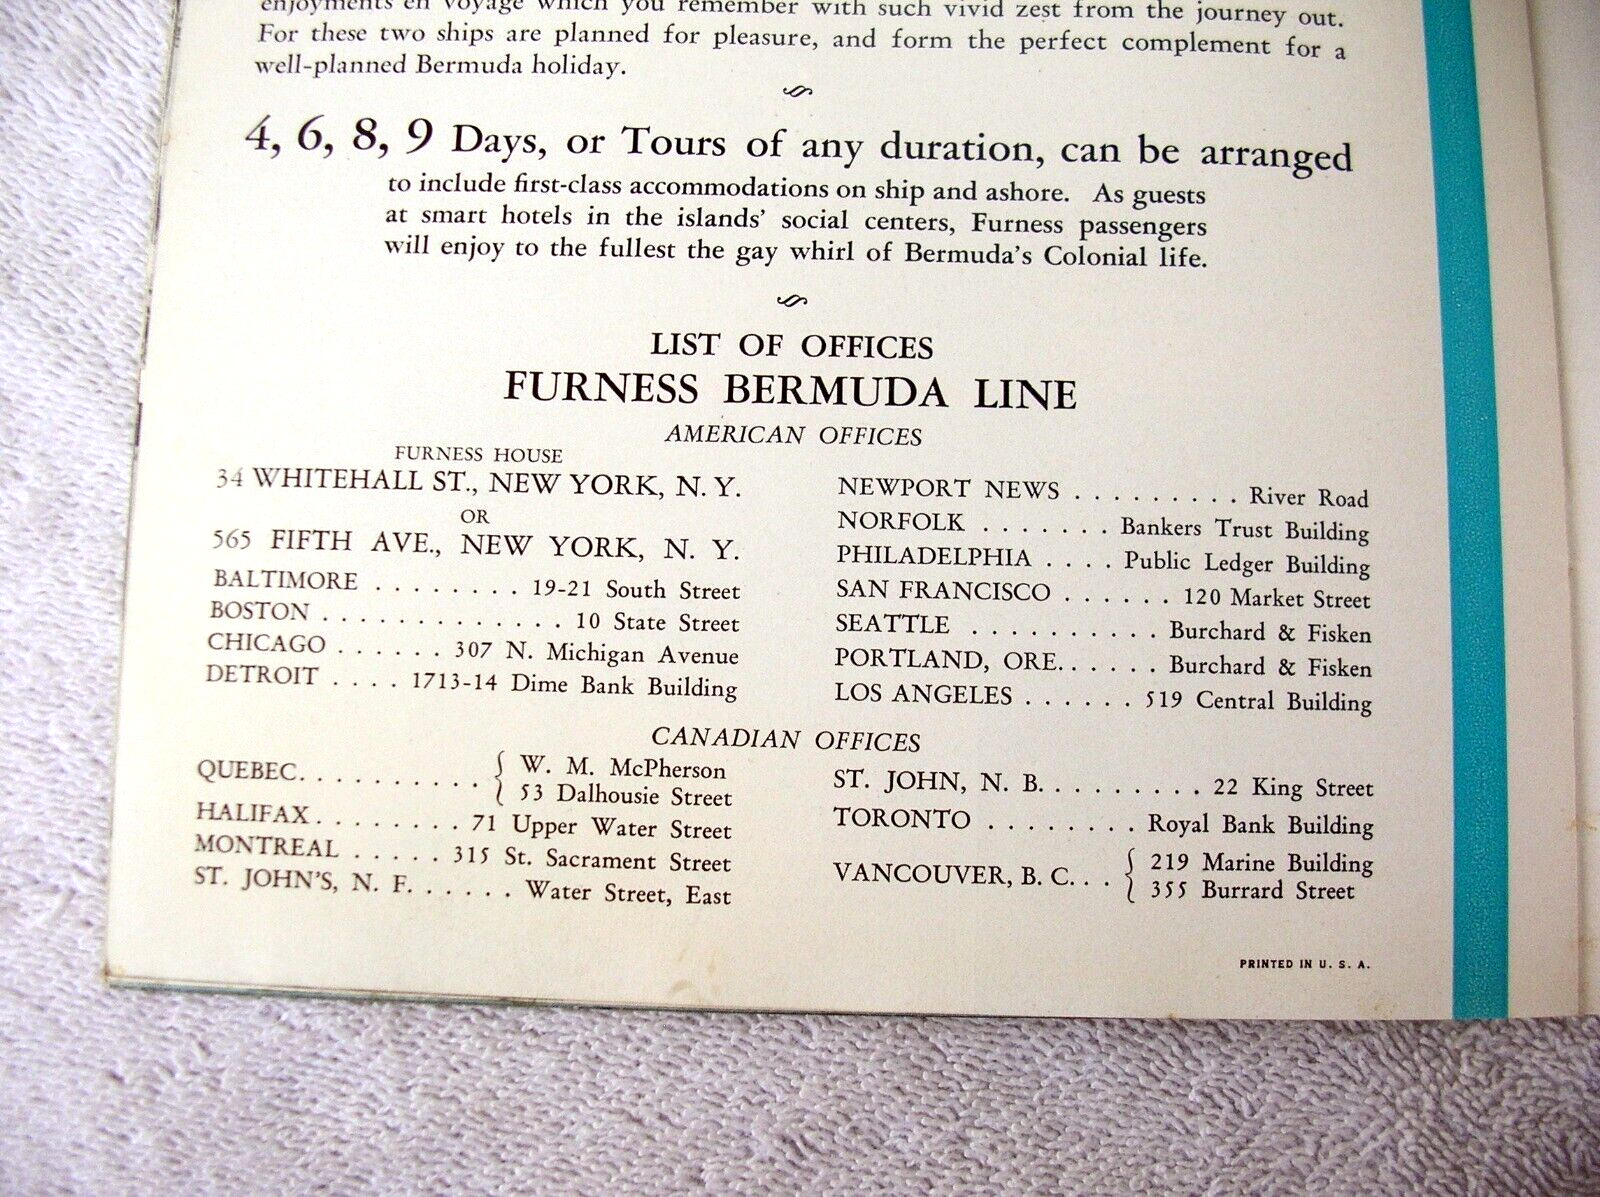 enjoyments en voyage which you remember with such vivid zest from the journey out.
For these two ships are planned for pleasure, and form the perfect complement for a
well-planned Bermuda holiday.
4, 6, 8, 9 Days, or Tours of any duration, can be arranged
to include first-class accommodations on ship and ashore. As guests
at smart hotels in the islands' social centers, Furness passengers
will enjoy to the fullest the gay whirl of Bermuda's Colonial life.
LIST OF OFFICES
FURNESS BERMUDA LINE
AMERICAN OFFICES
FURNESS HOUSE
34 WHITEHALL ST., NEW YORK, N. Y.
OR
565 FIFTH AVE., NEW YORK, N. Y.
BALTIMORE . . . . . . . . 19-21 South Street
BOSTON . . . . . . . . . . . . . 10 State Street
CHICAGO . . . . . . 307 N. Michigan Avenue
DETROIT . . . . 1713-14 Dime Bank Building
NEWPORT NEWS . . . . . . . . . River Road
NORFOLK . . . . . . . Bankers Trust Building
PHILADELPHIA . . . . Public Ledger Building
SAN FRANCISCO . . . . . . 120 Market Street
SEATTLE . . . . . . . . . . Burchard & Fisken
PORTLAND, ORE. . . . . . Burchard & Fisken
LOS ANGELES . . . . . . 519 Central Building
CANADIAN OFFICES
QUEBEC. . . . . . . . . . { W. M. McPherson
53 Dalhousie Street
HALIFAX . . . . . . . . 71 Upper Water Street
MONTREAL . . . . . 315 St. Sacrament Street
ST. JOHN'S, N. F. . . . . . Water Street, East
ST. JOHN, N. B. . . . . . . . . 22 King Street
TORONTO . . . . . . . . Royal Bank Building
VANCOUVER, B. C. . . { 219 Marine Building
355 Burrard Street
PRINTED IN U. S. A.